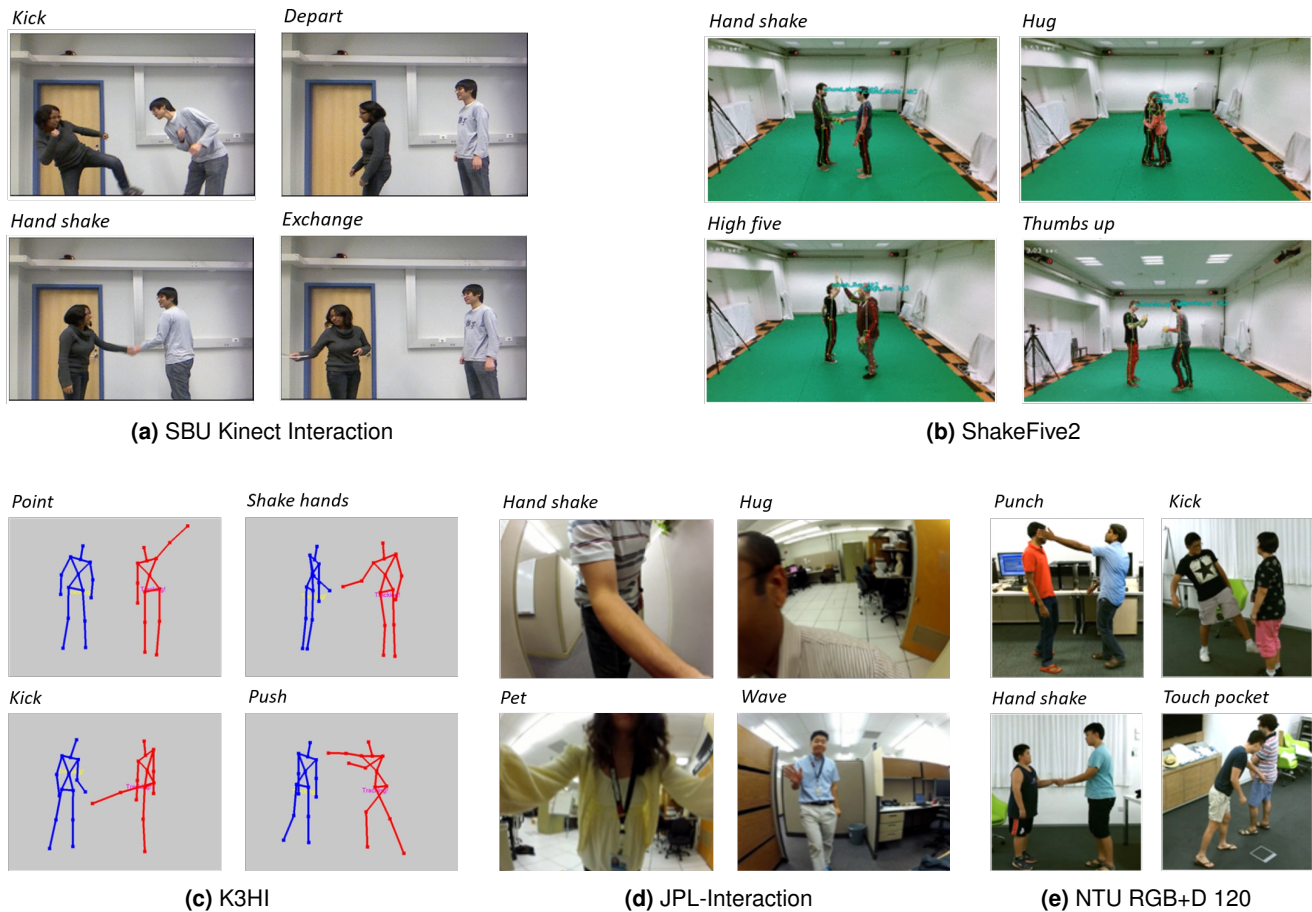 Kick
Depart
Hand shake
Exchange
(a) SBU Kinect Interaction
Hand shake
Hug
High five
Thumbs up
(b) ShakeFive2
Point
Shake hands
Kick
Push
(c) K3HI
Hand shake
Hug
Pet
Wave
(d) JPL-Interaction
Punch
Kick
Hand shake
Touch pocket
(e) NTU RGB+D 120